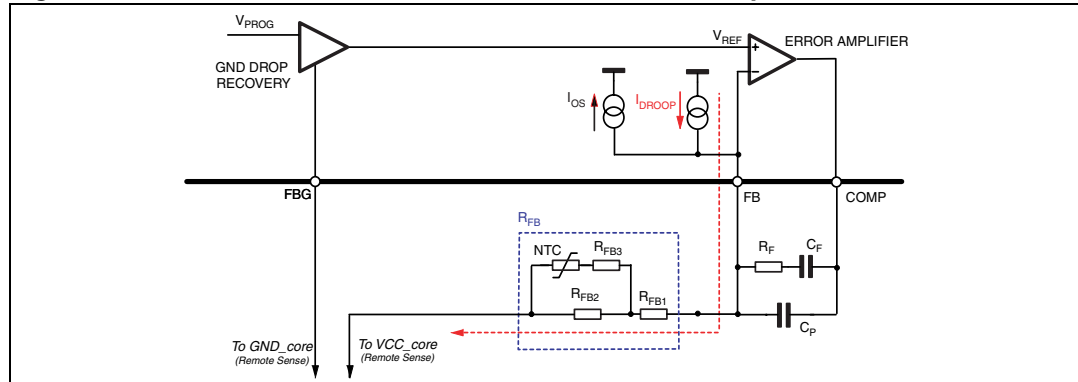 VPROG
GND DROP
RECOVERY
VREF
ERROR AMPLIFIER
+
−
IOS
IDROOP
FBG
FB
COMP
RFB
NTC
RFB3
RFB2
RFB1
RF
CF
CP
To GND_core
(Remote Sense)
To VCC_core
(Remote Sense)